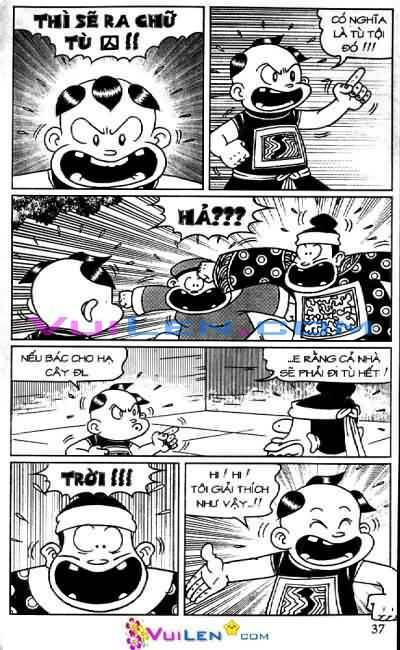 THÌ SẼ RA CHỮ
TÙ 囚!!
CÓ NGHĨA
LÀ TÙ TỘI
ĐÓ!!!
HẢ???
VUILEN.COM
NẾU BÁC CHO HẠ
CÂY ĐI..
..E RẰNG CẢ NHÀ
SẼ PHẢI ĐI TÙ HẾT!
TRỜI!!!
HI! HI!
TÔI GIẢI THÍCH
NHƯ VẬY..!!
37
VUILEN.COM